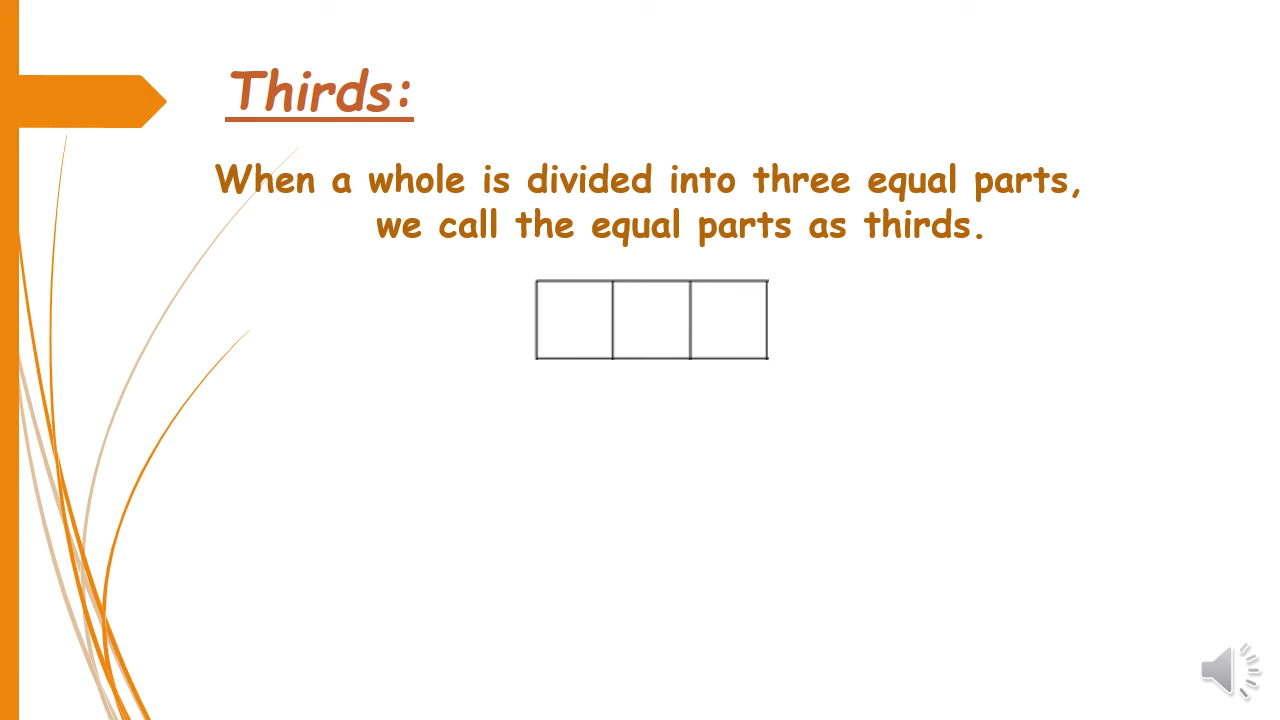 Thirds:
When a whole is divided into three equal parts,
we call the equal parts as thirds.